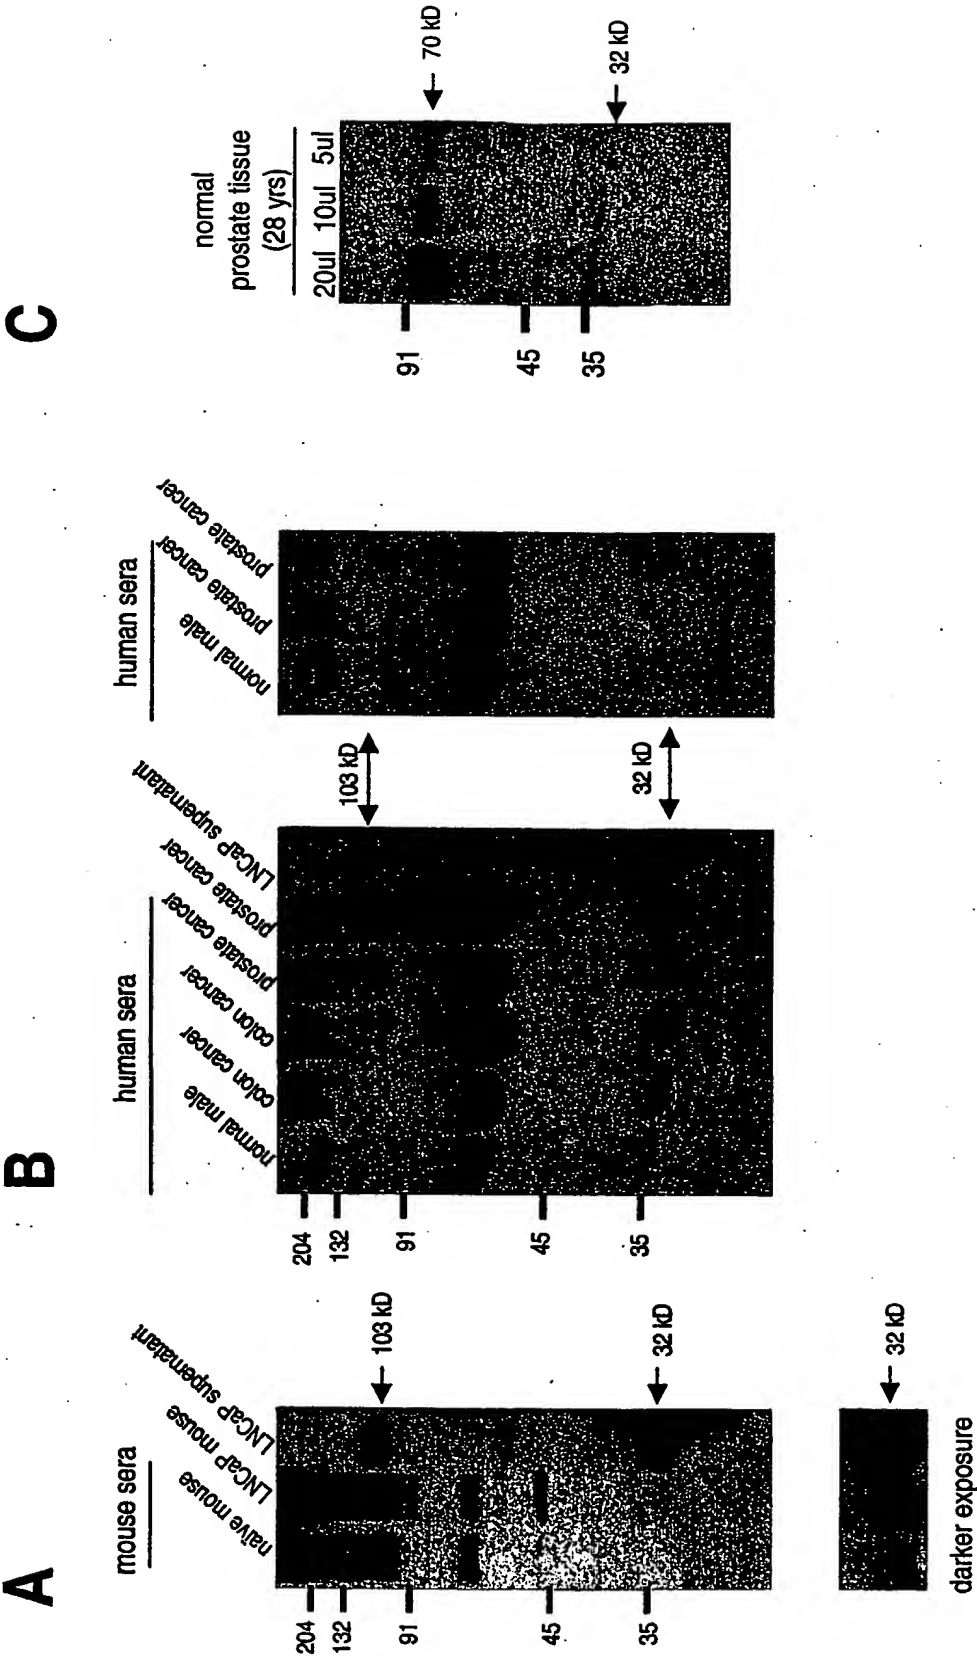 A
mouse sera
naïve mouse
LNCaP mouse
LNCaP supernatant
204
132
91
45
35
103 kD
32 kD
32 kD
darker exposure
B
human sera
normal male
colon cancer
colon cancer
prostate cancer
prostate cancer
LNCaP supernatant
204
132
91
45
35
103 kD
32 kD
human sera
normal male
prostate cancer
prostate cancer
C
normal
prostate tissue
(28 yrs)
20ul 10ul 5ul
91
45
35
70 kD
32 kD